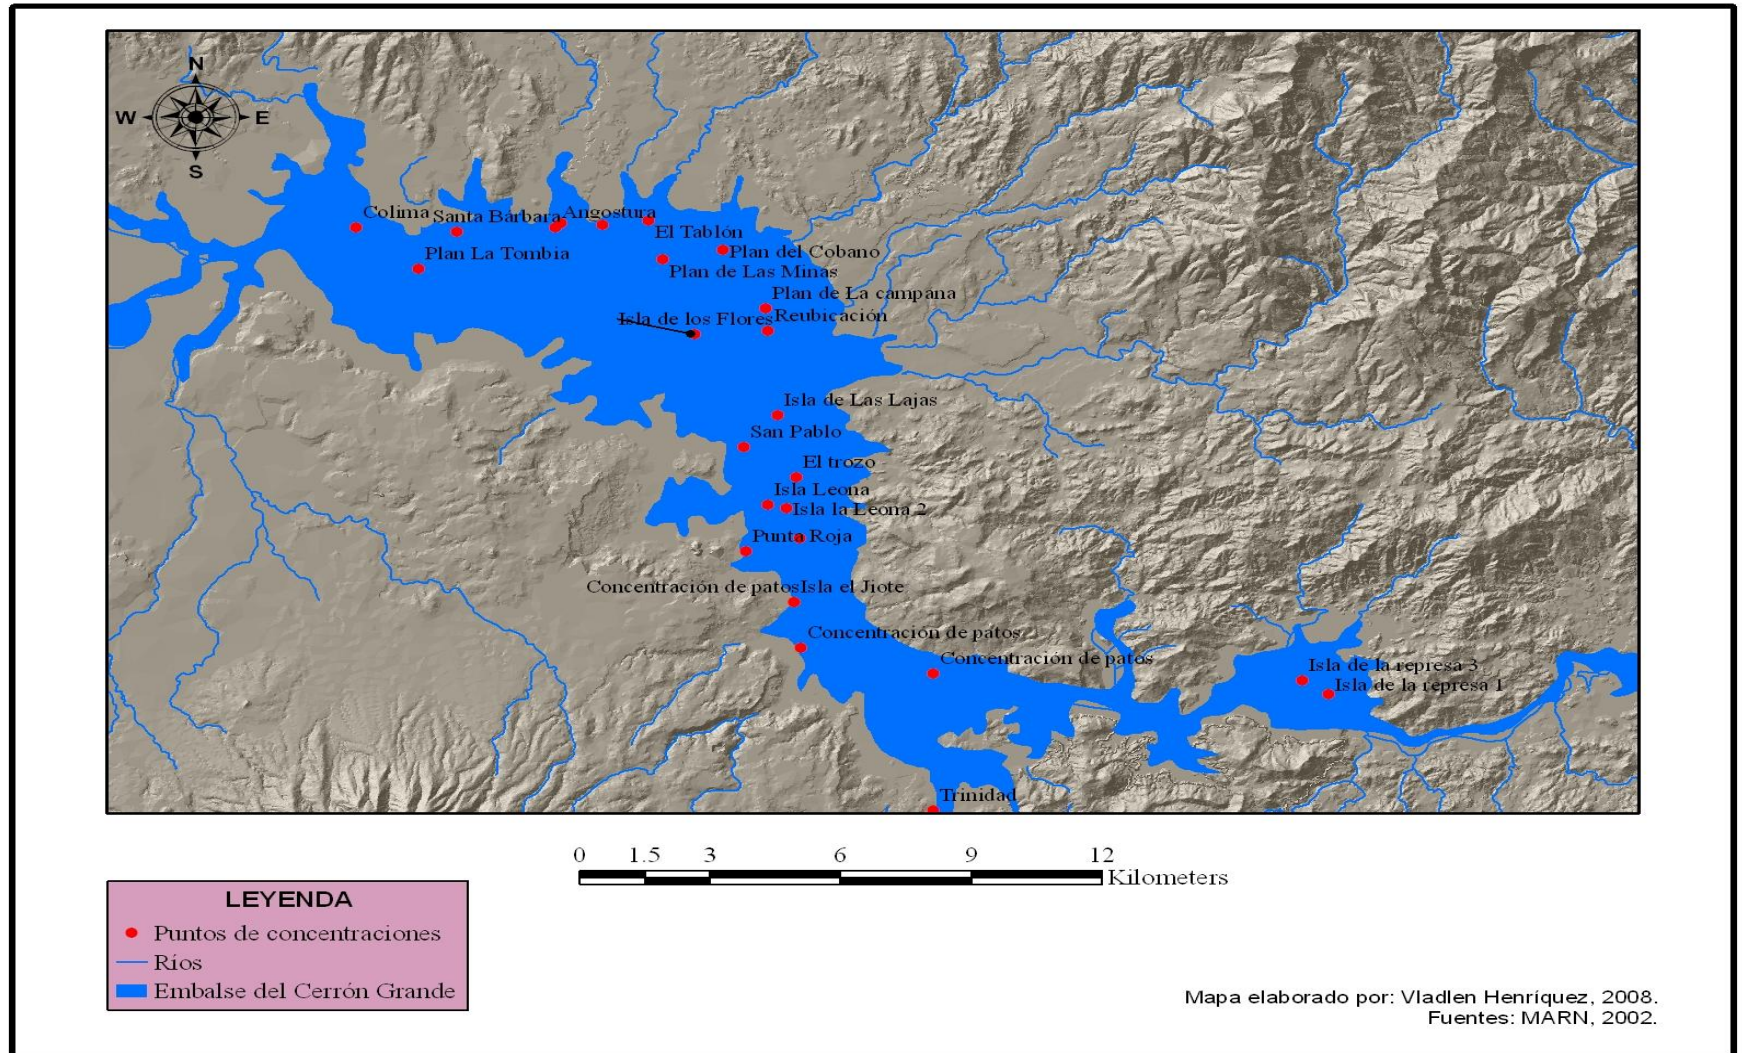 N
W E
S
Colima
Santa Bárbara
Angostura
El Tablón
Plan La Tombia
Plan del Cobano
Plan de Las Minas
Plan de La campana
Isla de los Flores
Reubicación
Isla de Las Lajas
San Pablo
El trozo
Isla Leona
Isla la Leona 2
Punta Roja
Concentración de patos
Isla el Jiote
Concentración de patos
Concentración de patos
Isla de la represa 3
Isla de la represa 1
Trinidad
0 1.5 3 6 9 12
Kilometers
LEYENDA
Puntos de concentraciones
Ríos
Embalse del Cerrón Grande
Mapa elaborado por: Vladlen Henríquez, 2008.
Fuentes: MARN, 2002.